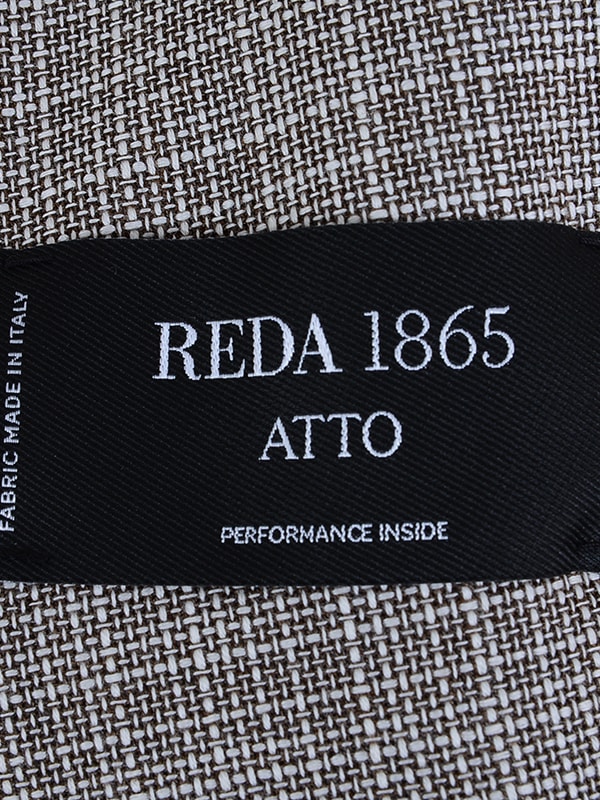 REDA 1865
ATTO
PERFORMANCE INSIDE
FABRIC MADE IN ITALY